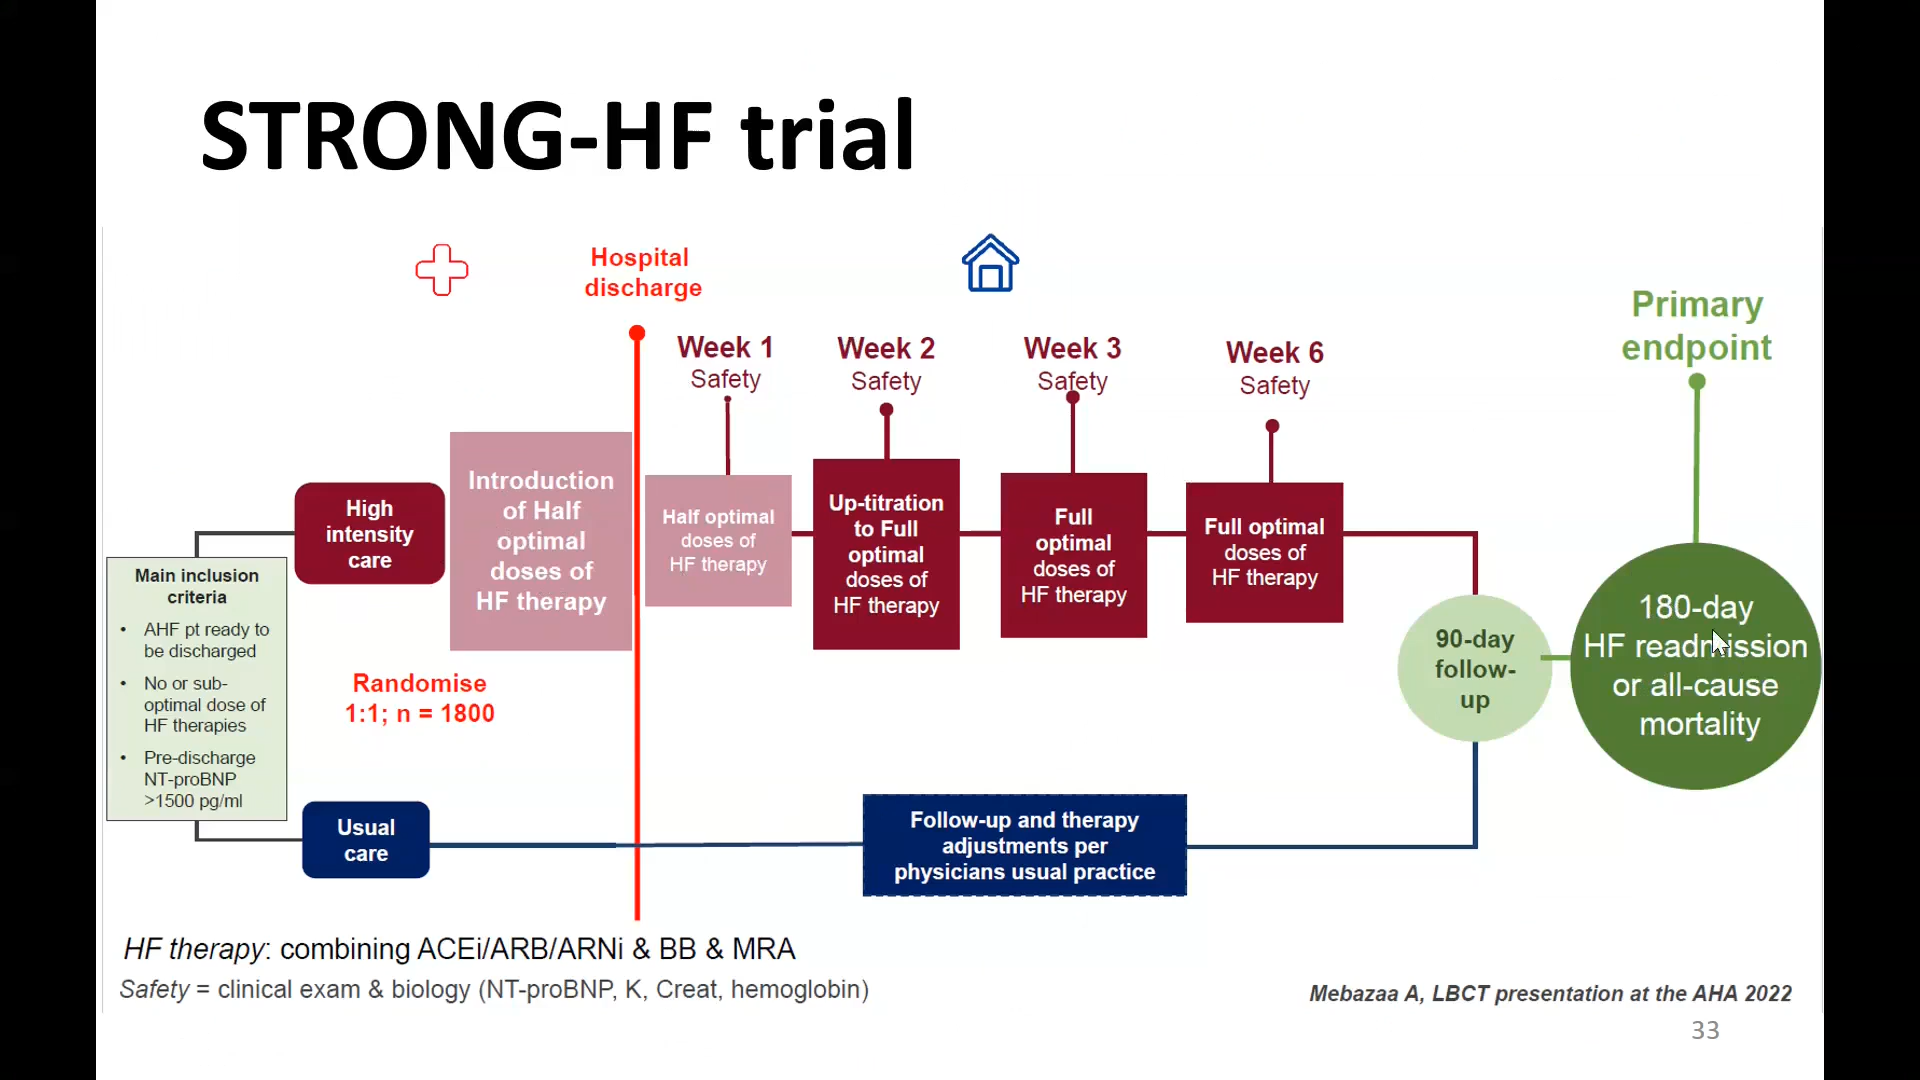 STRONG-HF trial
Hospital
discharge
Primary
endpoint
Week 1
Safety
Week 2
Safety
Week 3
Safety
Week 6
Safety
High
intensity
care
Introduction
of Half
optimal
doses of
HF therapy
Half optimal
doses of
HF therapy
Up-titration
to Full
optimal
doses of
HF therapy
Full
optimal
doses of
HF therapy
Full optimal
doses of
HF therapy
Main inclusion
criteria
• AHF pt ready to
be discharged
• No or sub-
optimal dose of
HF therapies
• Pre-discharge
NT-proBNP
>1500 pg/ml
Randomise
1:1; n = 1800
90-day
follow-
up
180-day
HF readmission
or all-cause
mortality
Usual
care
Follow-up and therapy
adjustments per
physicians usual practice
HF therapy: combining ACEi/ARB/ARNi & BB & MRA
Safety = clinical exam & biology (NT-proBNP, K, Creat, hemoglobin)
Mebazaa A, LBCT presentation at the AHA 2022
33